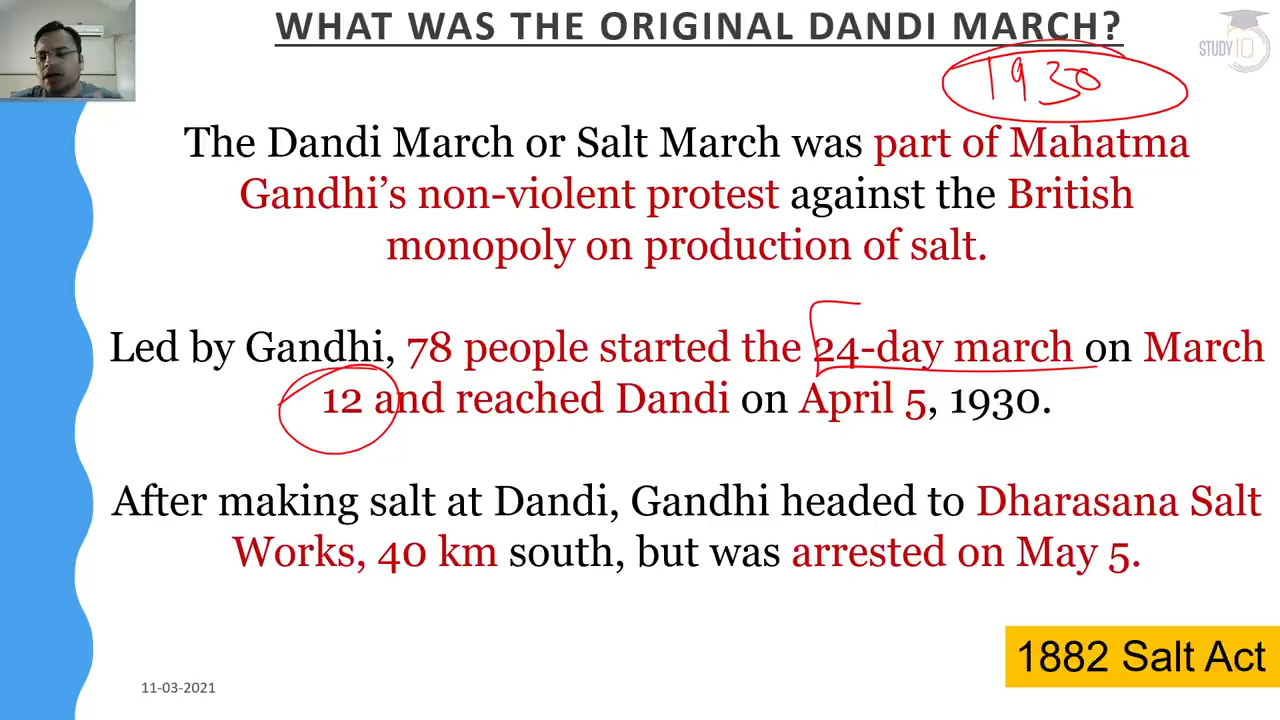 WHAT WAS THE ORIGINAL DANDI MARCH?
STUDY IQ
1930
The Dandi March or Salt March was part of Mahatma
Gandhi’s non-violent protest against the British
monopoly on production of salt.
Led by Gandhi, 78 people started the 24-day march on March
12 and reached Dandi on April 5, 1930.
After making salt at Dandi, Gandhi headed to Dharasana Salt
Works, 40 km south, but was arrested on May 5.
1882 Salt Act
11-03-2021